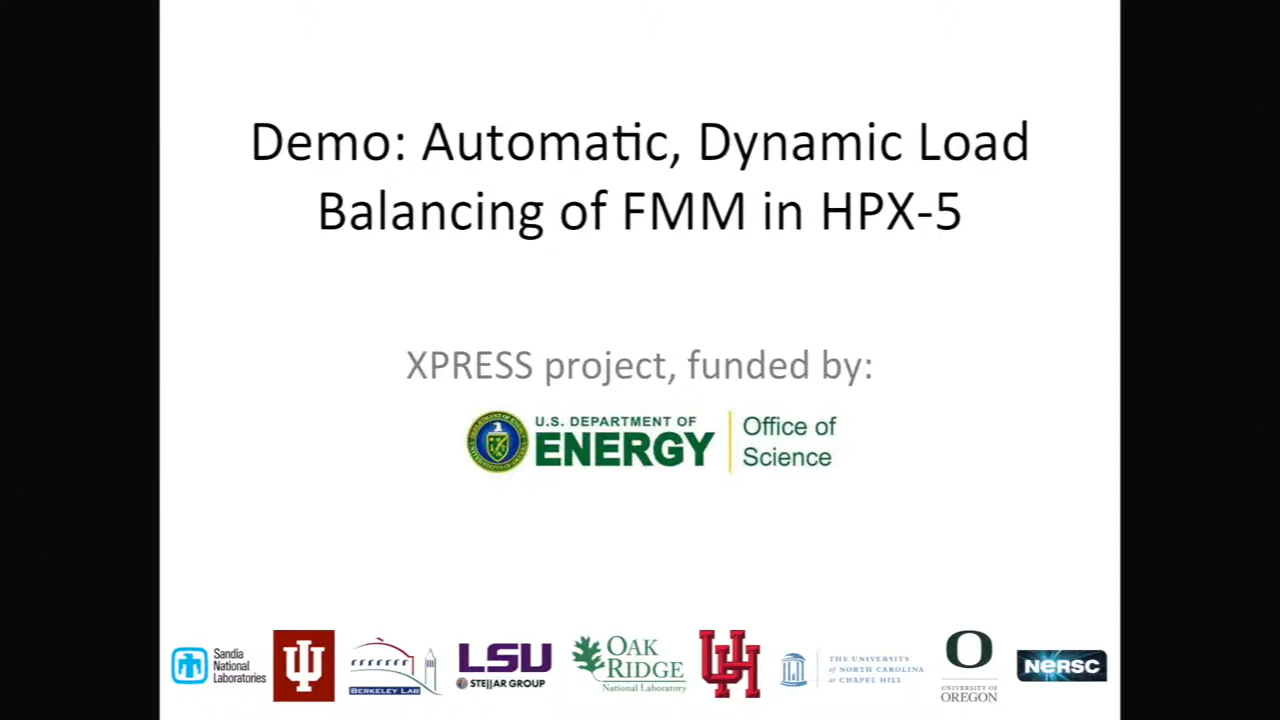 Demo: Automatic, Dynamic Load
Balancing of FMM in HPX-5
XPRESS project, funded by:
U.S. DEPARTMENT OF
ENERGY
Office of
Science
Sandia
National
Laboratories
BERKELEY LAB
LSU
STE||AR GROUP
OAK
RIDGE
National Laboratory
THE UNIVERSITY
of NORTH CAROLINA
at CHAPEL HILL
O
UNIVERSITY OF
OREGON
NERSC